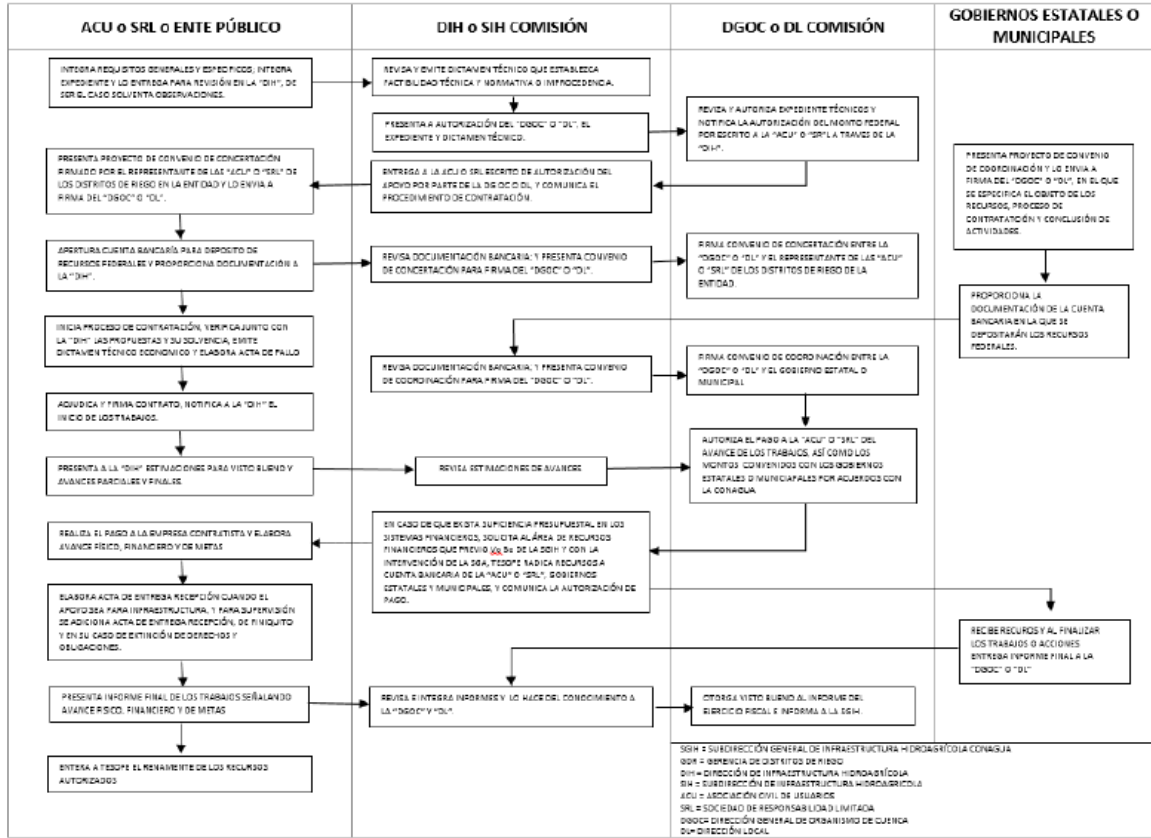 ACU o SRL o ENTE PÚBLICO
DIH o SIH COMISIÓN
DGOC o DL COMISIÓN
GOBIERNOS ESTATALES O
MUNICIPALES
INTEGRA REQUISITOS GENERALES Y ESPECIFICOS, INTEGRA
EXPEDIENTE Y LO ENTREGA PARA REVISIÓN EN LA "DIH", DE
SER EL CASO SOLVENTA OBSERVACIONES.
REVISA Y EMITE DICTAMEN TÉCNICO QUE ESTABLEZCA
FACTIBILIDAD TÉCNICA Y NORMATIVA O IMPROCEDENCIA.
PRESENTA A AUTORIZACIÓN DEL "DGOC" O "DL", EL
EXPEDIENTE Y DICTAMEN TÉCNICO.
REVIZA Y AUTORIZA EXPEDIENTE TÉCNICOS Y
NOTIFICA LA AUTORIZACIÓN DEL MONTO FEDERAL
POR ESCRITO A LA "ACU" O "SRL" A TRAVES DE LA
"DIH".
PRESENTA PROYECTO DE CONVENIO DE CONCERTACIÓN
FIRMADO POR EL REPRESENTANTE DE LAS "ACU" O "SRL" DE
LOS DISTRITOS DE RIEGO EN LA ENTIDAD Y LO ENVIA A
FIRMA DEL "DGOC" O "DL".
ENTREGA A LA ACU O SRL ESCRITO DE AUTORIZACIÓN DEL
APOYO POR PARTE DE LA DGOC O DL, Y COMUNICA EL
PROCEDIMIENTO DE CONTRATACIÓN.
PRESENTA PROYECTO DE CONVENIO
DE COORDINACIÓN Y LO ENVIA A
FIRMA DEL "DGOC" O "DL", EN EL QUE
SE ESPECIFICA EL OBJETO DE LOS
RECURSOS, PROCESO DE
CONTRATATCIÓN Y CONCLUSIÓN DE
ACTIVIDADES.
APERTURA CUENTA BANCARÍA PARA DEPOSITO DE
RECURSOS FEDERALES Y PROPORCIONA DOCUMENTACIÓN A
LA "DIH".
REVISA DOCUMENTACIÓN BANCARIA; Y PRESENTA CONVENIO
DE CONCERTACIÓN PARA FIRMA DEL "DGOC" O "DL".
FIRMA CONVENIO DE CONCERTACIÓN ENTRE LA
"DGOC" O "DL" Y EL REPRESENTANTE DE LAS "ACU"
O "SRL" DE LOS DISTRITOS DE RIEGO DE LA
ENTIDAD.
PROPORCIONA LA
DOCUMENTACIÓN DE LA CUENTA
BANCARIA EN LA QUE SE
DEPOSITARÁN LOS RECURSOS
FEDERALES.
INICIA PROCESO DE CONTRATACIÓN, VERIFICA JUNTO CON
LA "DIH" LAS PROPUESTAS Y SU SOLVENCIA, EMITE
DICTAMEN TÉCNICO ECONOMICO Y ELABORA ACTA DE FALLO
REVISA DOCUMENTACIÓN BANCARIA; Y PRESENTA CONVENIO
DE COORDINACIÓN PARA FIRMA DEL "DGOC" O "DL".
FIRMA CONVENIO DE COORDINACIÓN ENTRE LA
"DGOC" O "DL" Y EL GOBIERNO ESTATAL O
MUNICIPAL
ADJUDICA Y FIRMA CONTRATO, NOTIFICA A LA "DIH" EL
INICIO DE LOS TRABAJOS.
PRESENTA A LA "DIH" ESTIMACIONES PARA VISTO BUENO Y
AVANCES PARCIALES Y FINALES.
REVISA ESTIMACIONES DE AVANCES
AUTORIZA EL PAGO A LA "ACU" O "SRL" DEL
AVANCE DE LOS TRABAJOS, ASÍ COMO LOS
MONTOS CONVENIDOS CON LOS GOBIERNOS
ESTATALES O MUNICIAPALES POR ACUERDOS CON
LA CONAGUA
REALIZA EL PAGO A LA EMPRESA CONTRATISTA Y ELABORA
AVANCE FÍSICO, FINANCIERO Y DE METAS
EN CASO DE QUE EXISTA SUFICIENCIA PRESUPUESTAL EN LOS
SISTEMAS FINANCIEROS, SOLICITA AL ÁREA DE RECURSOS
FINANCIEROS QUE PREVIO Vo Bo DE LA SGIH Y CON LA
INTERVENCIÓN DE LA SGA, TESOFE RADICA RECURSOS A
CUENTA BANCARIA DE LA "ACU" O "SRL", GOBIERNOS
ESTATALES Y MUNICIPALES, Y COMUNICA LA AUTORIZACIÓN DE
PAGO.
ELABORA ACTA DE ENTREGA RECEPCIÓN CUANDO EL
APOYO SEA PARA INFRAESTRUCTURA, Y PARA SUPERVISIÓN
SE ADICIONA ACTA DE ENTREGA RECEPCIÓN, DE FINIQUITO
Y EN SU CASO DE EXTINCIÓN DE DERECHOS Y
OBLIGACIONES.
RECIBE RECUROS Y AL FINALIZAR
LOS TRABAJOS O ACCIONES
ENTREGA INFORME FINAL A LA
"DGOC" O "DL"
PRESENTA INFORME FINAL DE LOS TRABAJOS SEÑALANDO
AVANCE FISICO, FINANCIERO Y DE METAS
REVISA E INTEGRA INFORMES Y LO HACE DEL CONOCIMIENTO A
LA "DGOC" Y "DL".
OTORGA VISTO BUENO AL INFORME DEL
EJERCICIO FISCAL E INFORMA A LA SGIH.
ENTERA A TESOFE EL RENAMENTE DE LOS RECURSOS
AUTORIZADOS
SGIH = SUBDIRECCIÓN GENERAL DE INFRAESTRUCTURA HIDROAGRÍCOLA CONAGUA
GDR = GERENCIA DE DISTRITOS DE RIEGO
DIH = DIRECCIÓN DE INFRAESTRUCTURA HIDROAGRÍCOLA
SIH = SUBDIRECCIÓN DE INFRAESTRUCTURA HIDROAGRICOLA
ACU = ASOCIACIÓN CIVIL DE USUARIOS
SRL = SOCIEDAD DE RESPONSABILIDAD LIMITADA
DGOC= DIRECCIÓN GENERAL DE ORGANISMO DE CUENCA
DL= DIRECCIÓN LOCAL